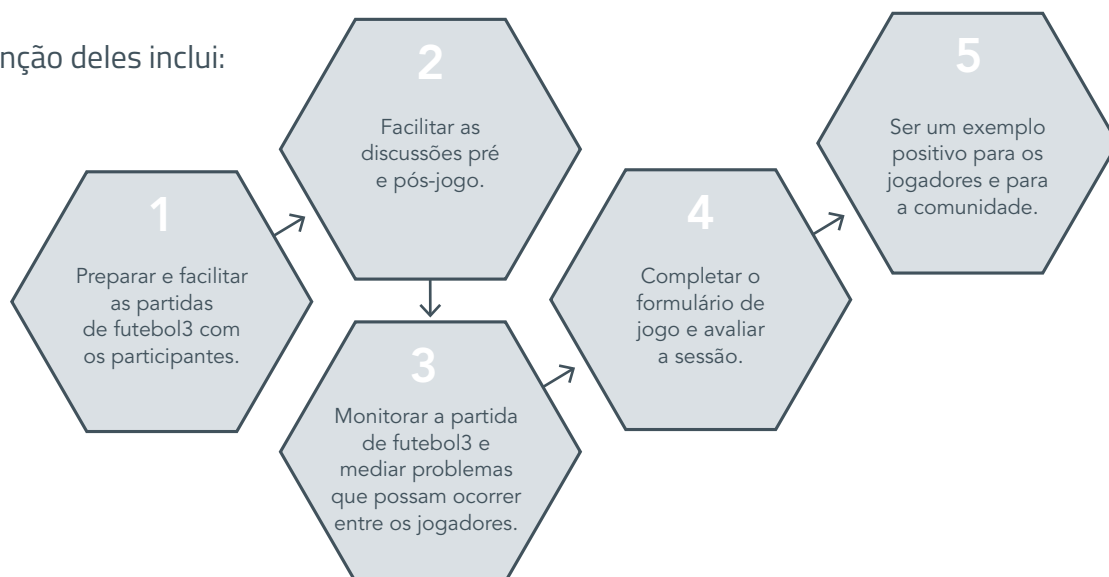 nção deles inclui:
1
Preparar e facilitar
as partidas
de futebol3 com
os participantes.
2
Facilitar as
discussões pré
e pós-jogo.
3
Monitorar a partida
de futebol3 e
mediar problemas
que possam ocorrer
entre os jogadores.
4
Completar o
formulário de
jogo e avaliar
a sessão.
5
Ser um exemplo
positivo para os
jogadores e para
a comunidade.